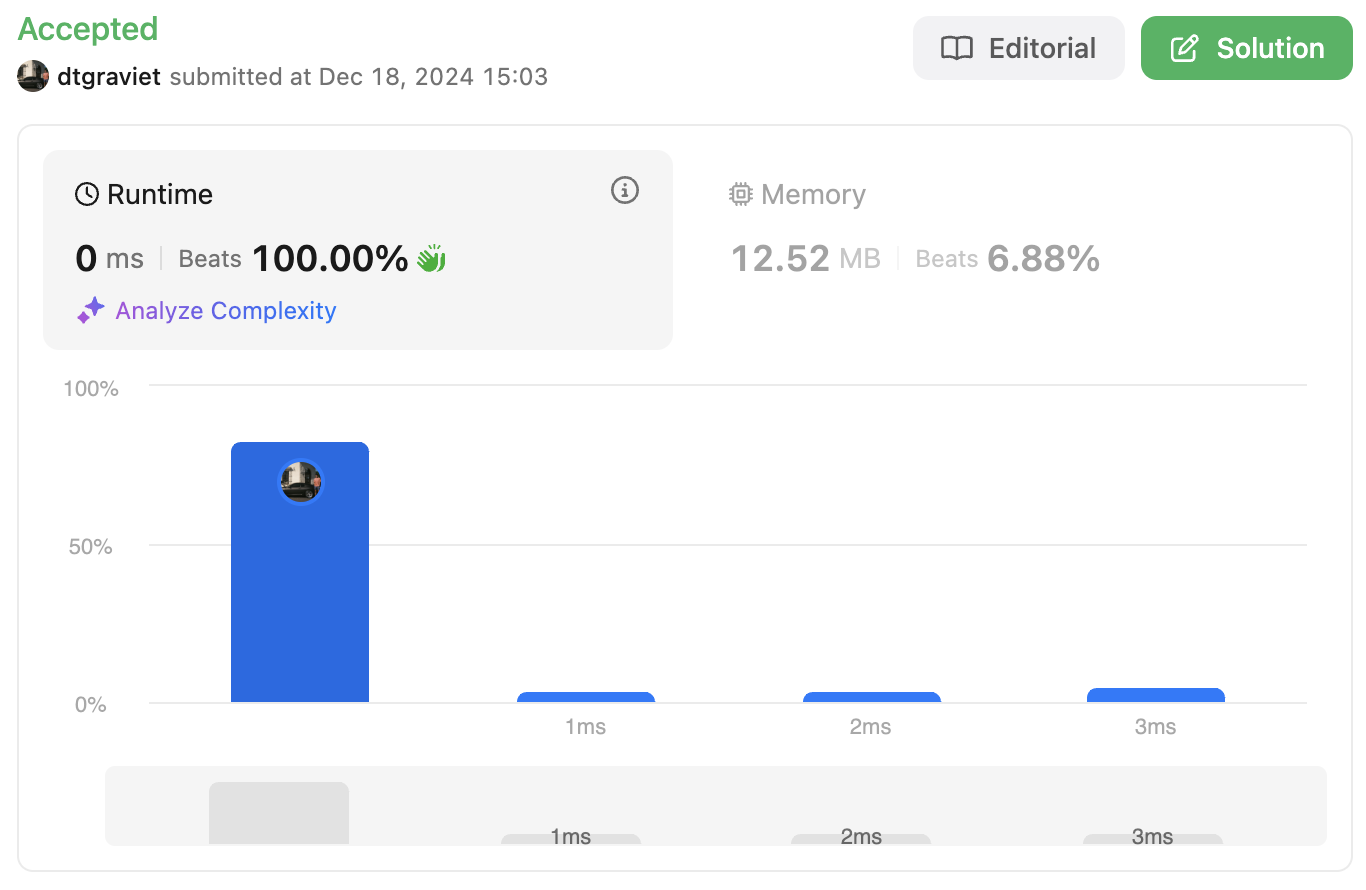 Accepted
dtgraviet submitted at Dec 18, 2024 15:03
Editorial
Solution
Runtime
0 ms | Beats 100.00%
Analyze Complexity
Memory
12.52 MB | Beats 6.88%
100%
50%
0%
1ms 2ms 3ms
1ms 2ms 3ms